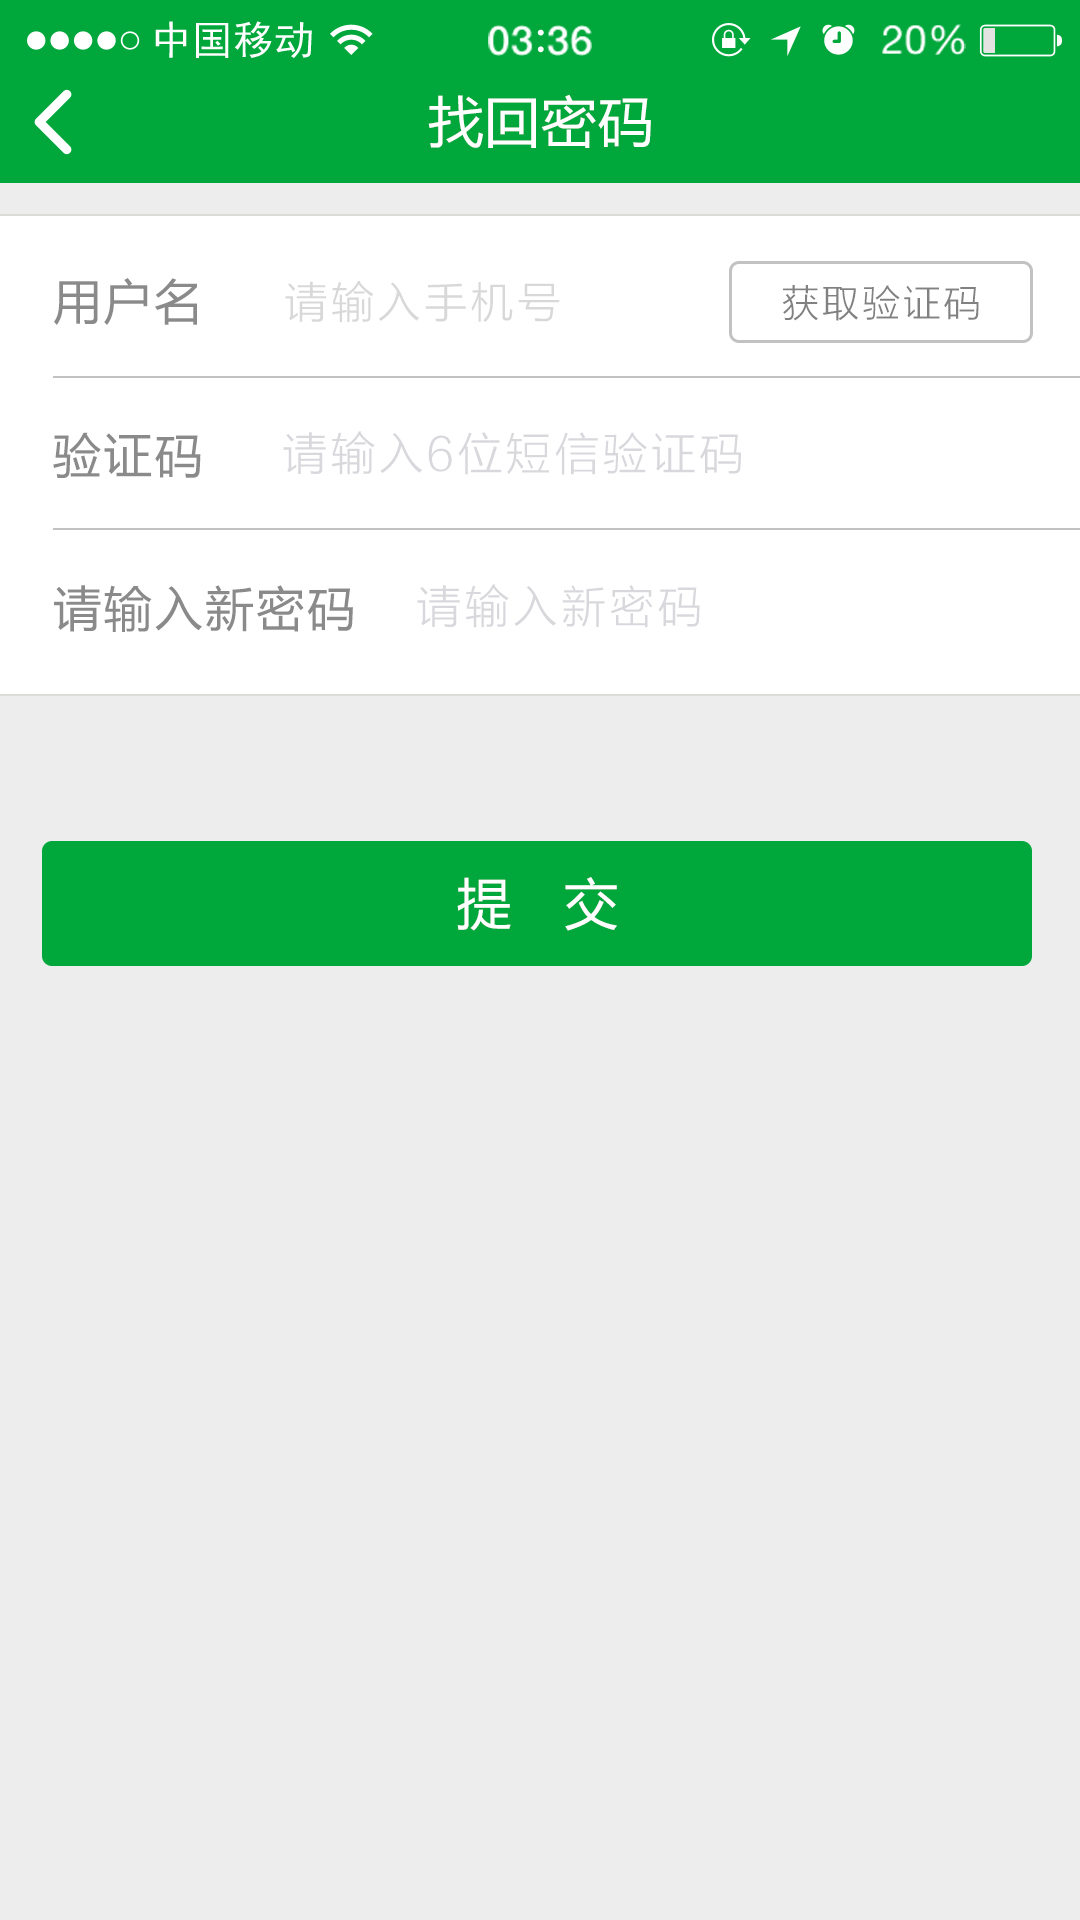 中国移动 03:36 20%
找回密码
用户名 请输入手机号 获取验证码
验证码 请输入6位短信验证码
请输入新密码 请输入新密码
提 交